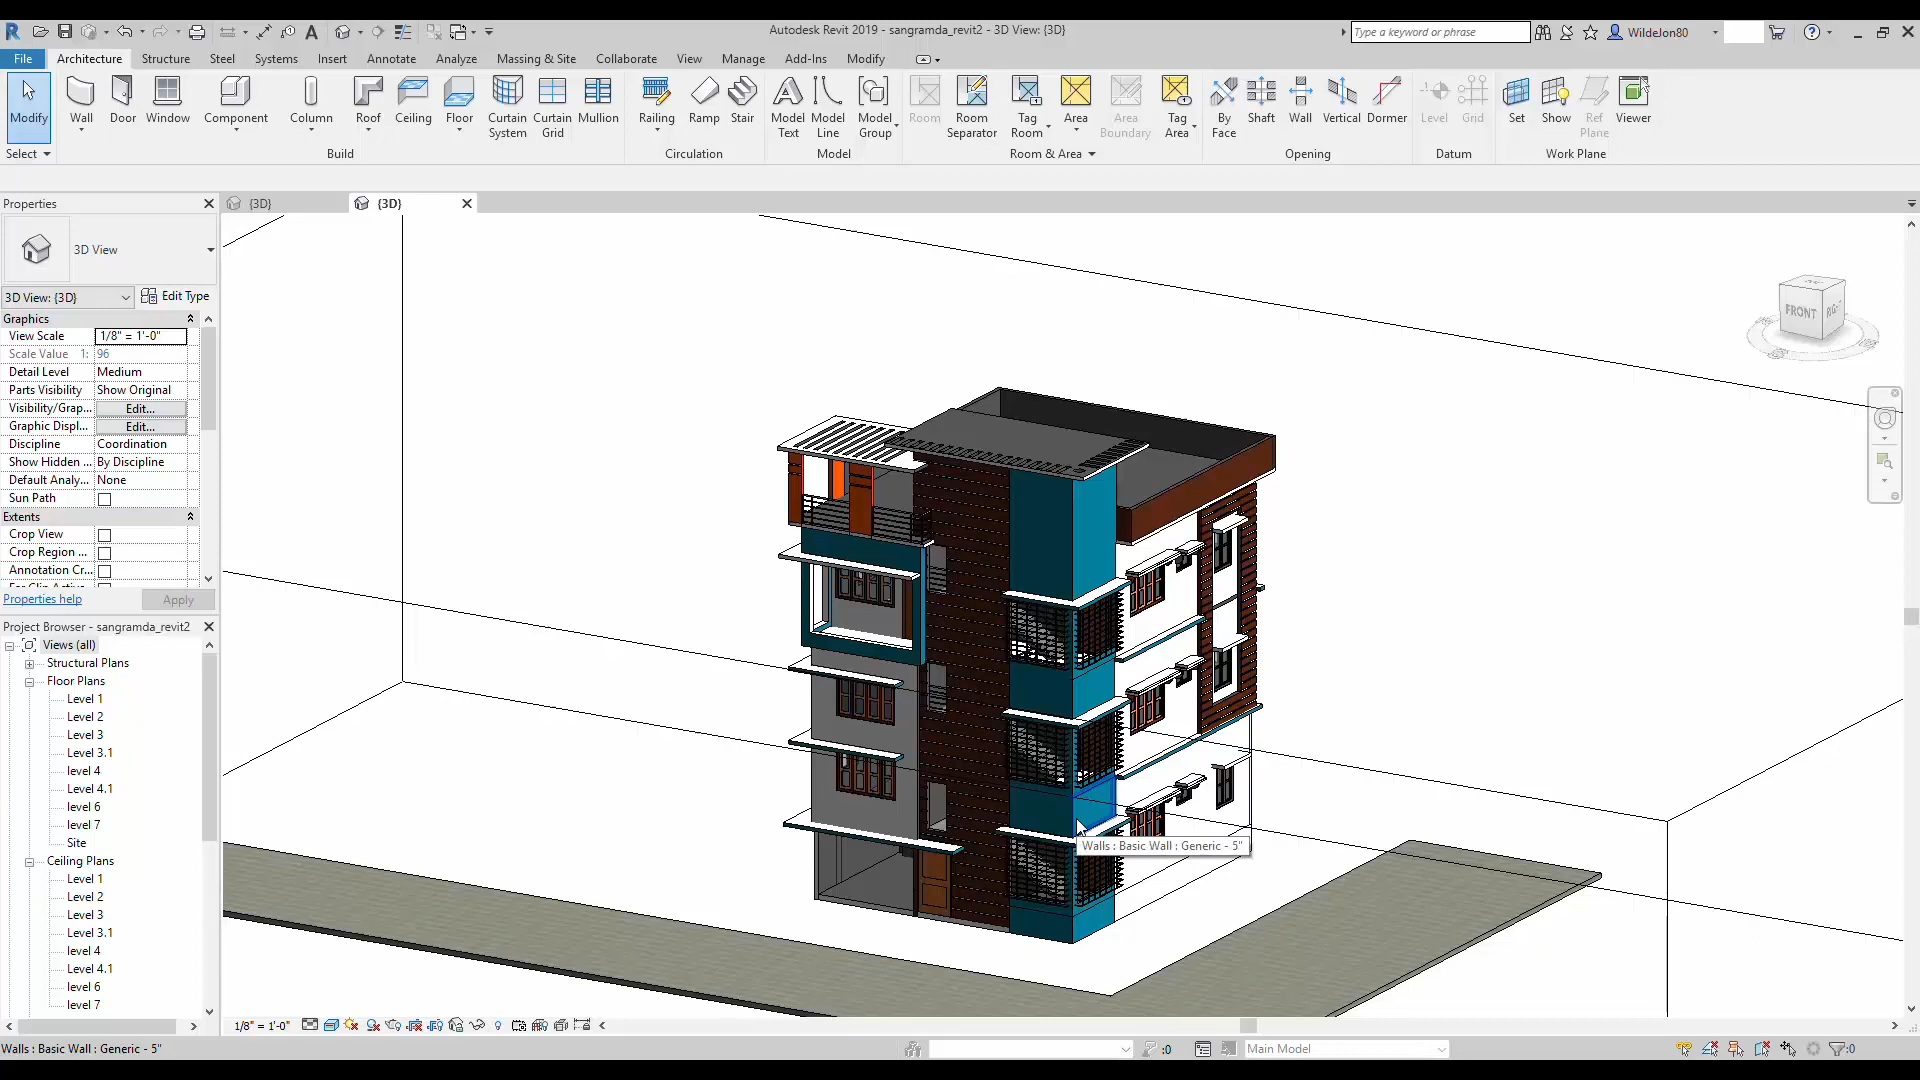 Autodesk Revit 2019 - sangramda_revit2 - 3D View: {3D}
Type a keyword or phrase
WildeJon80
File Architecture Structure Steel Systems Insert Annotate Analyze Massing & Site Collaborate View Manage Add-Ins Modify
Modify Wall Door Window Component Column Roof Ceiling Floor Curtain System Curtain Grid Mullion Railing Ramp Stair Model Text Model Line Model Group Room Room Separator Tag Room Area Area Boundary Tag Area By Face Shaft Wall Vertical Dormer Level Grid Set Show Ref Plane Viewer
Select Build Circulation Model Room & Area Opening Datum Work Plane
Properties
{3D}
{3D}
3D View
3D View: {3D} Edit Type
Graphics
View Scale 1/8" = 1'-0"
Scale Value 1: 96
Detail Level Medium
Parts Visibility Show Original
Visibility/Grap... Edit...
Graphic Displ... Edit...
Discipline Coordination
Show Hidden ... By Discipline
Default Analy... None
Sun Path
Extents
Crop View
Crop Region ...
Annotation Cr...
Properties help Apply
Project Browser - sangramda_revit2
Views (all)
Structural Plans
Floor Plans
Level 1
Level 2
Level 3
Level 3.1
level 4
Level 4.1
level 6
level 7
Site
Ceiling Plans
Level 1
Level 2
Level 3
Level 3.1
level 4
Level 4.1
level 6
level 7
FRONT
RIGHT
Walls : Basic Wall : Generic - 5"
1/8" = 1'-0"
Walls : Basic Wall : Generic - 5"
:0
Main Model
:0